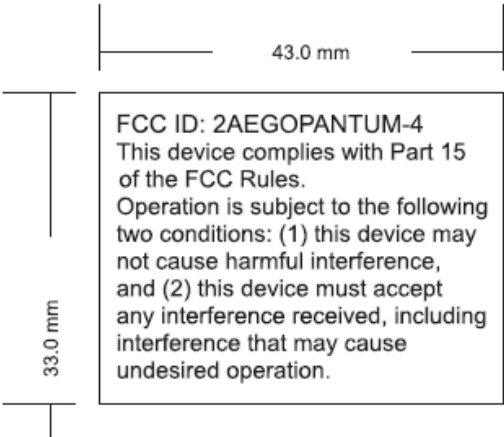 43.0 mm
FCC ID: 2AEGOPANTUM-4
This device complies with Part 15
of the FCC Rules.
Operation is subject to the following
two conditions: (1) this device may
not cause harmful interference,
and (2) this device must accept
any interference received, including
interference that may cause
undesired operation.
33.0 mm